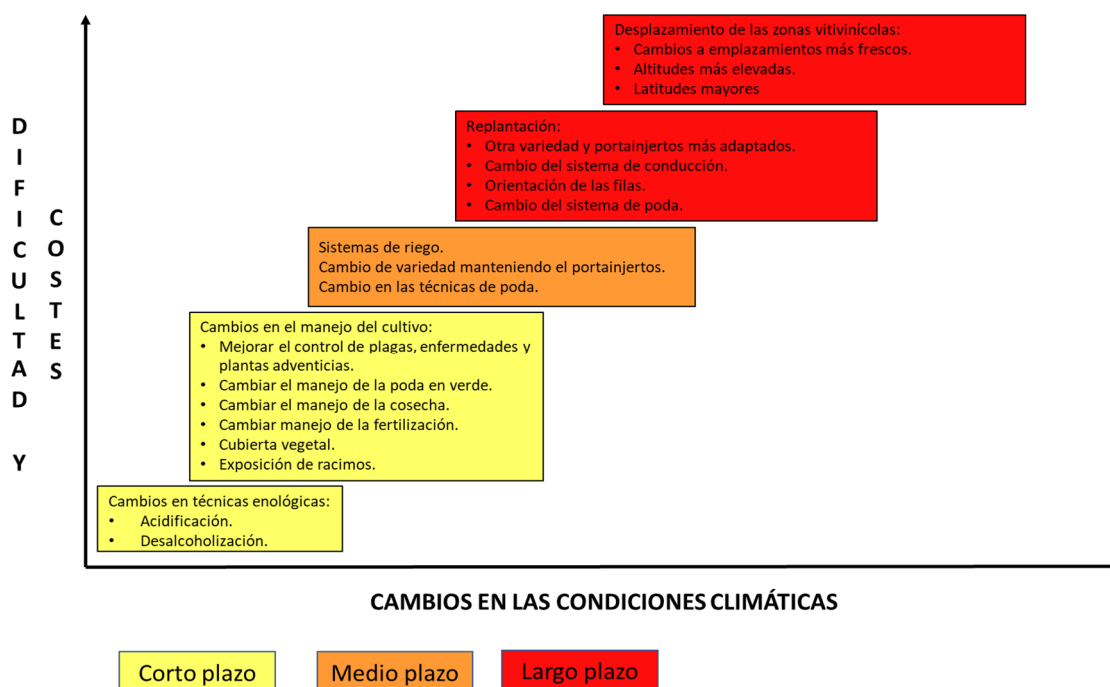 Desplazamiento de las zonas vitivinícolas:
• Cambios a emplazamientos más frescos.
• Altitudes más elevadas.
• Latitudes mayores
Replantación:
• Otra variedad y portainjertos más adaptados.
• Cambio del sistema de conducción.
• Orientación de las filas.
• Cambio del sistema de poda.
Sistemas de riego.
Cambio de variedad manteniendo el portainjertos.
Cambio en las técnicas de poda.
Cambios en el manejo del cultivo:
• Mejorar el control de plagas, enfermedades y
plantas adventicias.
• Cambiar el manejo de la poda en verde.
• Cambiar el manejo de la cosecha.
• Cambiar manejo de la fertilización.
• Cubierta vegetal.
• Exposición de racimos.
Cambios en técnicas enológicas:
• Acidificación.
• Desalcoholización.
DIFICULTAD Y
COSTES
CAMBIOS EN LAS CONDICIONES CLIMÁTICAS
Corto plazo
Medio plazo
Largo plazo